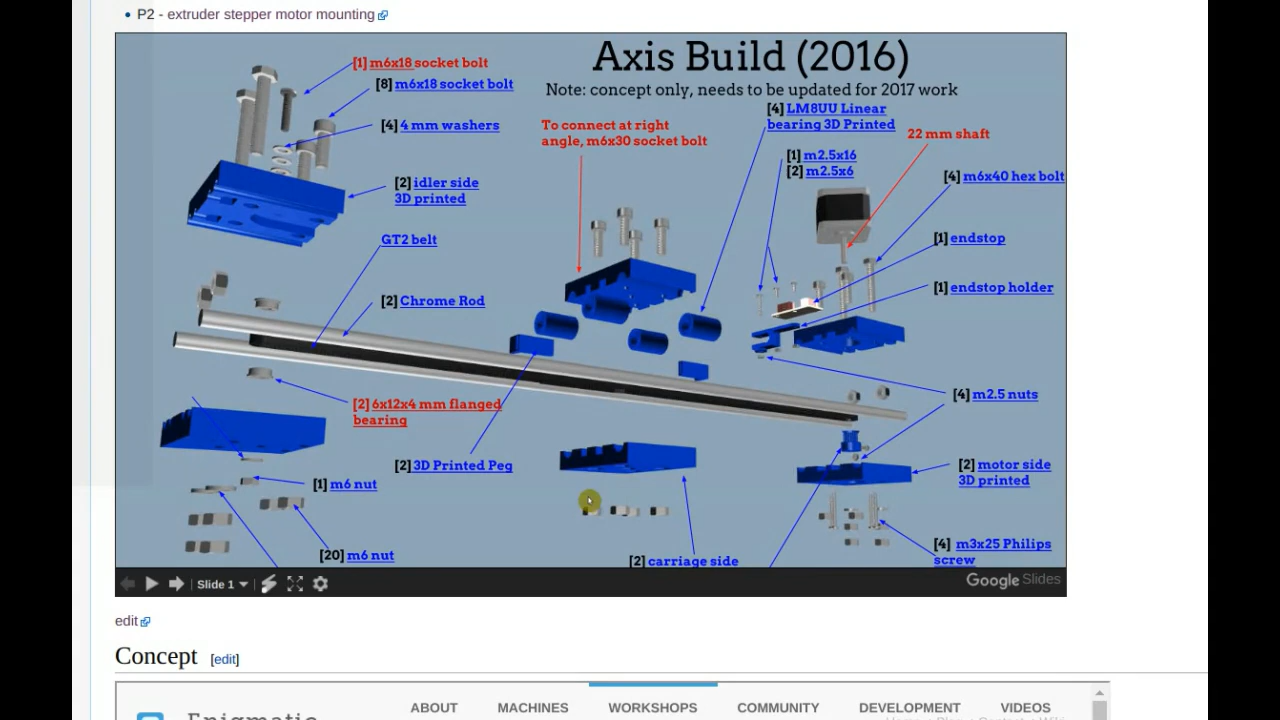 P2 - extruder stepper motor mounting
Axis Build (2016)
Note: concept only, needs to be updated for 2017 work
[1] m6x18 socket bolt
[8] m6x18 socket bolt
[4] 4 mm washers
[2] idler side
3D printed
GT2 belt
[2] Chrome Rod
To connect at right
angle, m6x30 socket bolt
[4] LM8UU Linear
bearing 3D Printed
22 mm shaft
[1] m2.5x16
[2] m2.5x6
[4] m6x40 hex bolt
[1] endstop
[1] endstop holder
[2] 6x12x4 mm flanged
bearing
[4] m2.5 nuts
[2] 3D Printed Peg
[1] m6 nut
[2] motor side
3D printed
[20] m6 nut
[2] carriage side
[4] m3x25 Philips
screw
Slide 1
Google Slides
edit
Concept [edit]
ABOUT MACHINES WORKSHOPS COMMUNITY DEVELOPMENT VIDEOS
Enigmatic